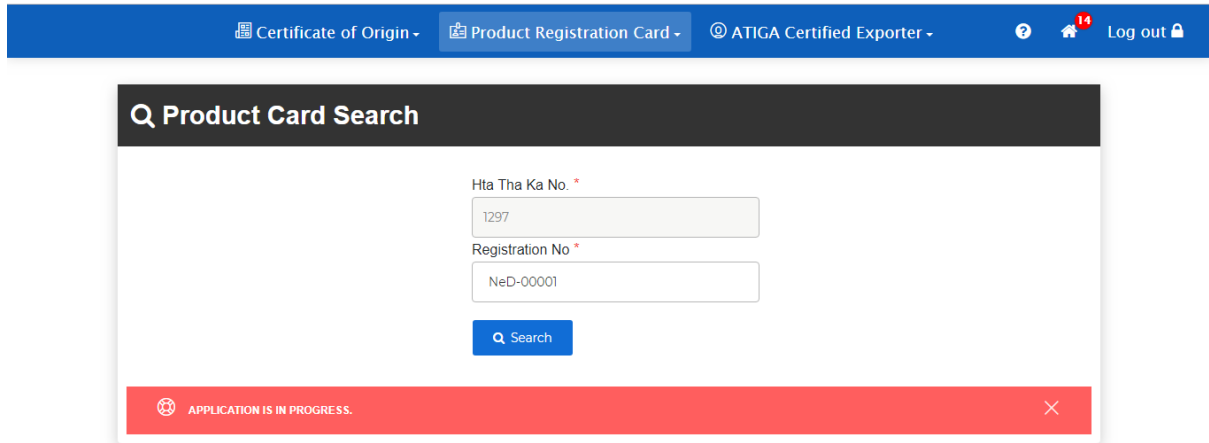 Certificate of Origin Product Registration Card ATIGA Certified Exporter 14 Log out
Product Card Search
Hta Tha Ka No. *
1297
Registration No *
NeD-00001
Search
APPLICATION IS IN PROGRESS.